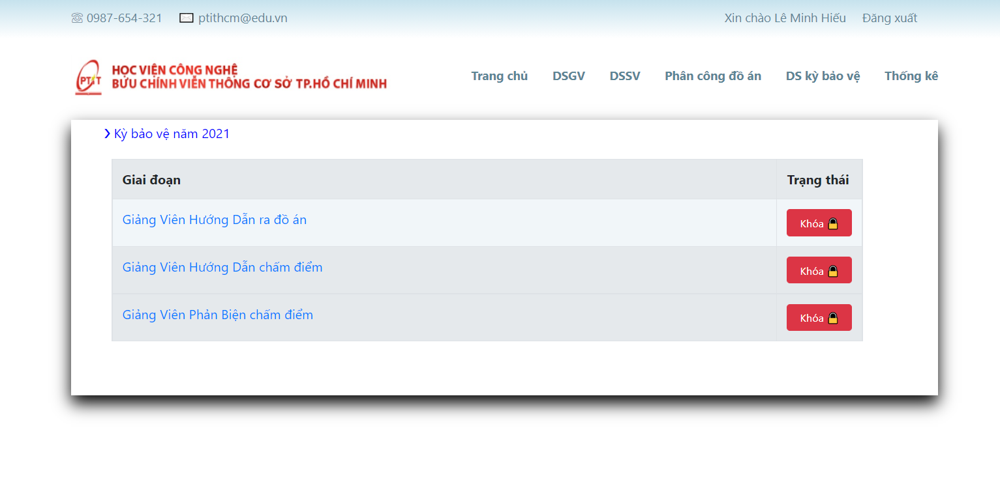 0987-654-321 ptithcm@edu.vn Xin chào Lê Minh Hiếu Đăng xuất
PTIT HỌC VIỆN CÔNG NGHỆ
BƯU CHÍNH VIỄN THÔNG CƠ SỞ TP.HỒ CHÍ MINH
Trang chủ DSGV DSSV Phân công đồ án DS kỳ bảo vệ Thống kê
Kỳ bảo vệ năm 2021
Giai đoạn Trạng thái
Giảng Viên Hướng Dẫn ra đồ án Khóa
Giảng Viên Hướng Dẫn chấm điểm Khóa
Giảng Viên Phản Biện chấm điểm Khóa